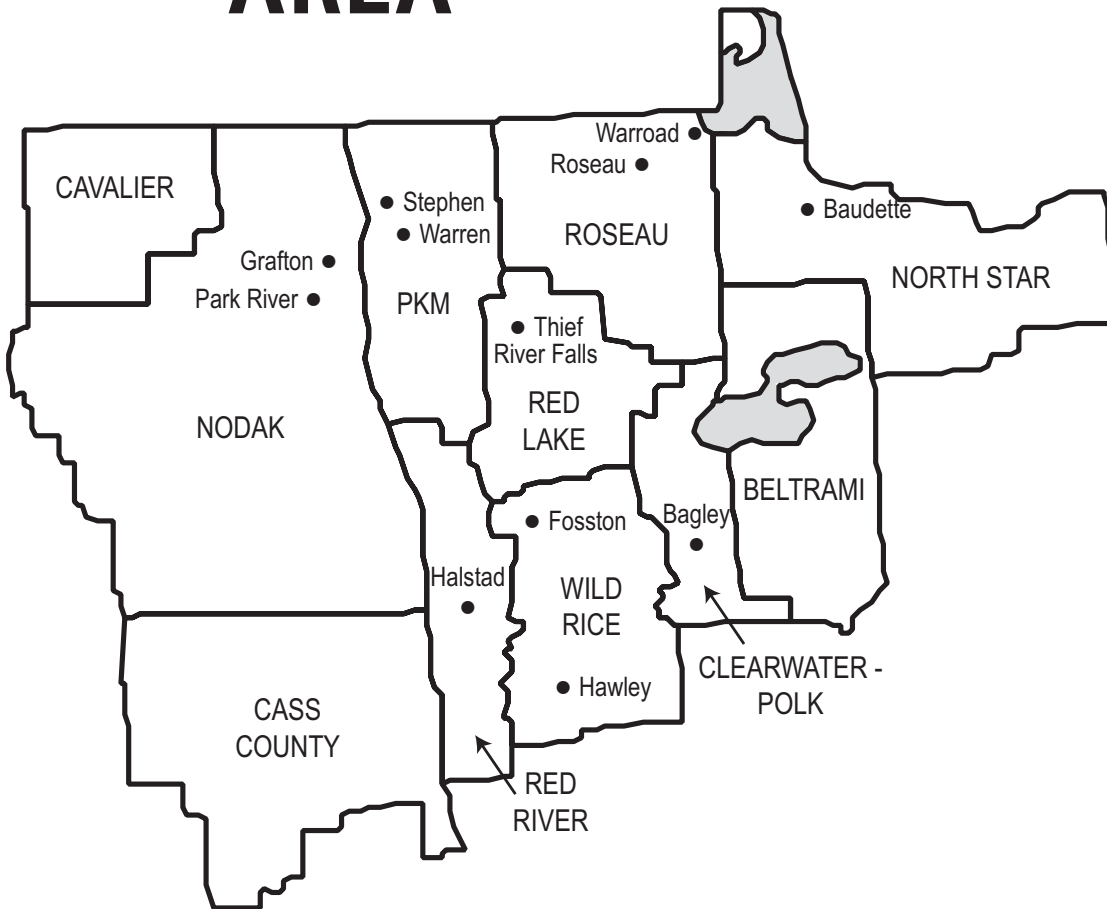 AREA
CAVALIER
Warroad
Roseau
ROSEAU
Stephen
Warren
PKM
Grafton
Park River
NODAK
Baudette
NORTH STAR
Thief
River Falls
RED
LAKE
BELTRAMI
Bagley
Fosston
WILD
RICE
Hawley
Halstad
CASS
COUNTY
CLEARWATER -
POLK
RED
RIVER